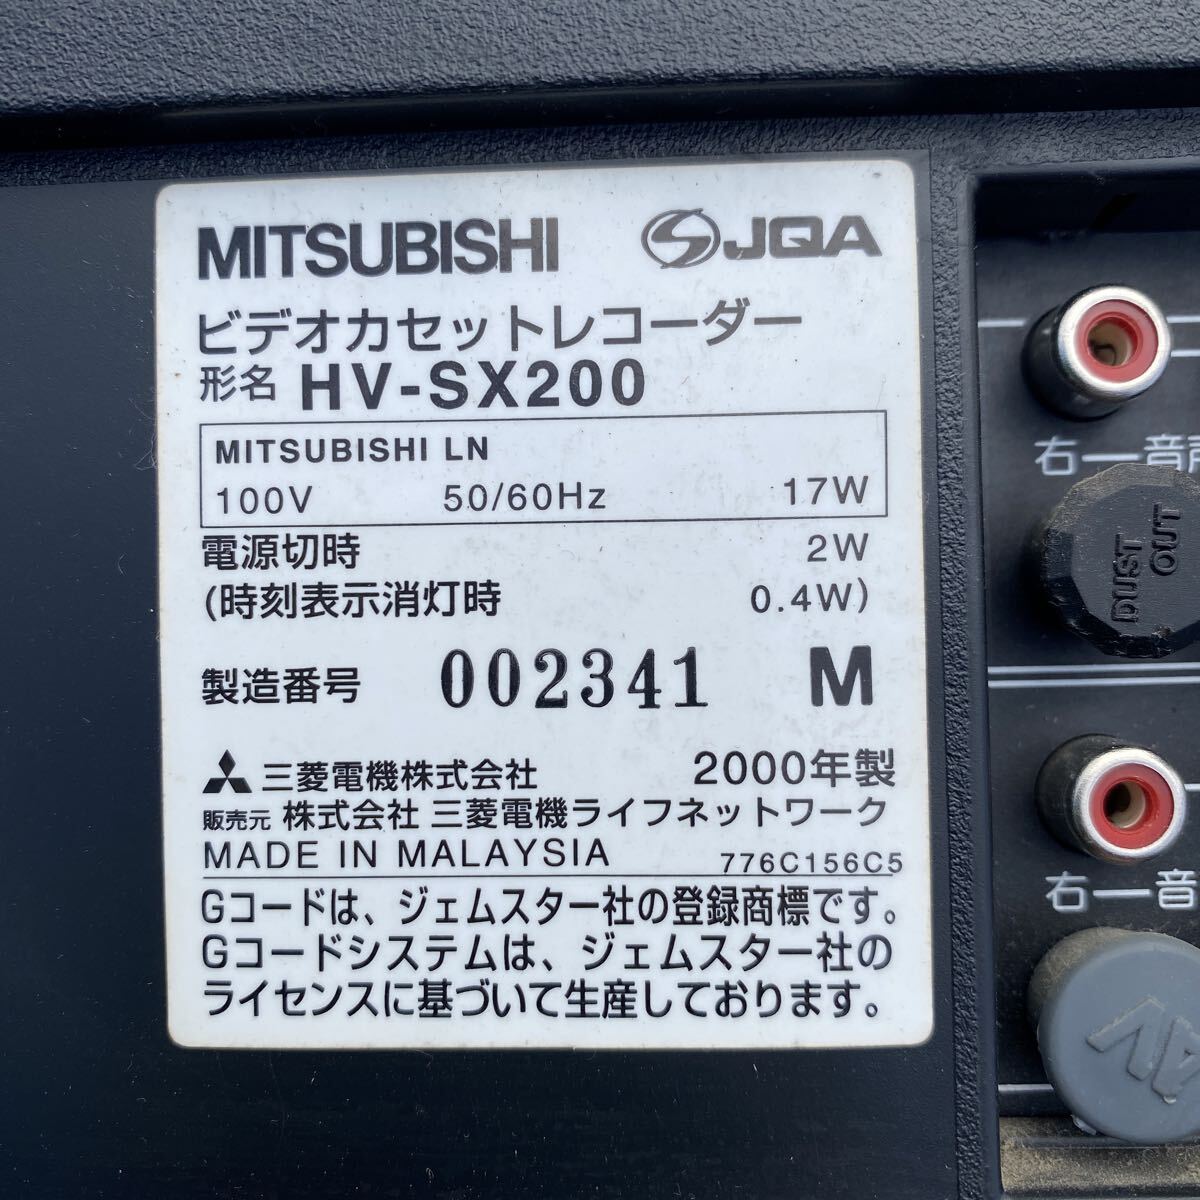 MITSUBISHI JQA
ビデオカセットレコーダー
形名 HV-SX200
MITSUBISHI LN
100V 50/60Hz 17W
電源切時 2W
(時刻表示消灯時 0.4W)
製造番号 002341 M
三菱電機株式会社 2000年製
販売元 株式会社 三菱電機ライフネットワーク
MADE IN MALAYSIA 776C156C5
Gコードは、ジェムスター社の登録商標です。
Gコードシステムは、ジェムスター社の
ライセンスに基づいて生産しております。
右―音声
DUST
OUT
右―音